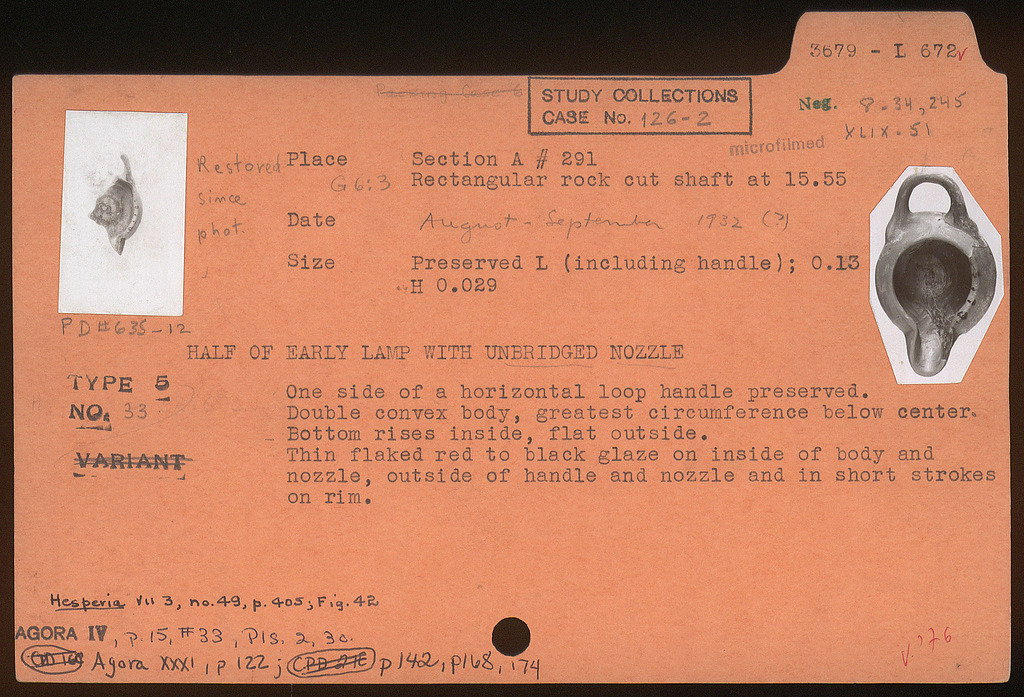 3679 - L 672 v
Packing Case 6
STUDY COLLECTIONS
CASE No. 126-2
Neg. 8.34,245
XLIX.51
microfilmed
Restored
since
phot.
Place Section A # 291
G 6:3 Rectangular rock cut shaft at 15.55
Date August - September 1932 (?)
Size Preserved L (including handle); 0.13
H 0.029
PD#635-12
HALF OF EARLY LAMP WITH UNBRIDGED NOZZLE
TYPE 5
NO. 33
VARIANT
One side of a horizontal loop handle preserved.
Double convex body, greatest circumference below center.
Bottom rises inside, flat outside.
Thin flaked red to black glaze on inside of body and
nozzle, outside of handle and nozzle and in short strokes
on rim.
Hesperia VII 3, no.49, p.405; Fig.42
AGORA IV, p.15, #33, Pls. 2, 30.
Agora XXXI, p 122; p 142, p168, 174
V.'76